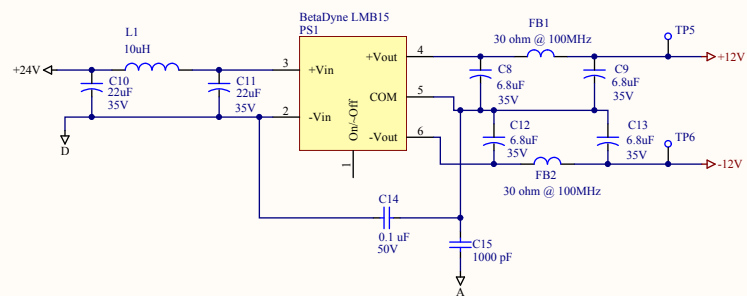 BetaDyne LMB15
PS1
L1
10uH
FB1
30 ohm @ 100MHz
TP5
+24V
3
+Vin
+Vout
4
+12V
C10
22uF
35V
C11
22uF
35V
C8
6.8uF
35V
C9
6.8uF
35V
COM
5
2
-Vin
On/~Off
-Vout
6
C12
6.8uF
35V
C13
6.8uF
35V
TP6
-12V
D
1
FB2
30 ohm @ 100MHz
C14
0.1 uF
50V
C15
1000 pF
A